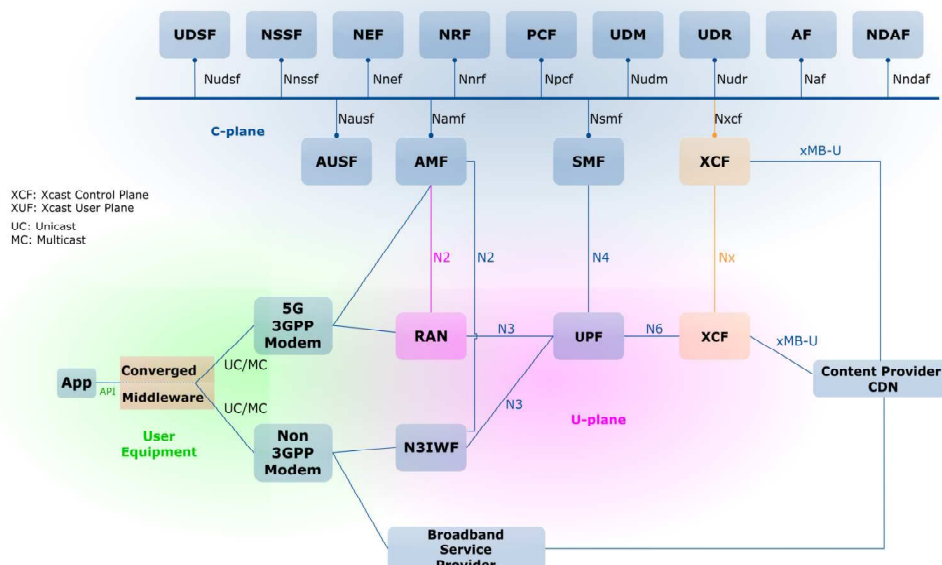 UDSF
NSSF
NEF
NRF
PCF
UDM
UDR
AF
NDAF
Nudsf
Nnssf
Nnef
Nnrf
Npcf
Nudm
Nudr
Naf
Nndaf
C-plane
Nausf
Namf
Nsmf
Nxcf
AUSF
AMF
SMF
XCF
xMB-U
XCF: Xcast Control Plane
XUF: Xcast User Plane
UC: Unicast
MC: Multicast
N2
N2
N4
Nx
5G
3GPP
Modem
RAN
N3
UPF
N6
XCF
xMB-U
UC/MC
App
API
Converged
Middleware
Content Provider
CDN
UC/MC
N3
U-plane
User
Equipment
Non
3GPP
Modem
N3IWF
Broadband
Service
Provider